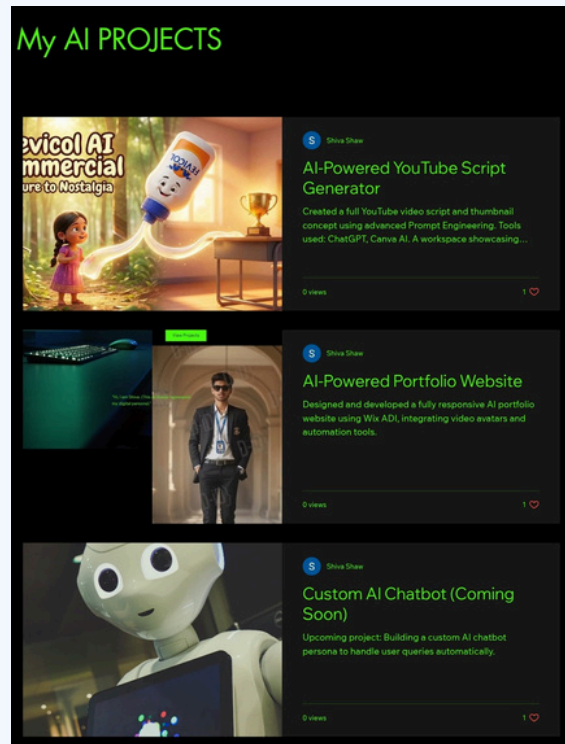 My AI PROJECTS
evicol AI
mmercial
ure to Nostalgia
FEVICOL
S Shiva Shaw
AI-Powered YouTube Script
Generator
Created a full YouTube video script and thumbnail
concept using advanced Prompt Engineering. Tools
used: ChatGPT, Canva AI. A workspace showcasing...
0 views 1
View Projects
my digital persona."
S Shiva Shaw
AI-Powered Portfolio Website
Designed and developed a fully responsive AI portfolio
website using Wix ADI, integrating video avatars and
automation tools.
0 views 1
S Shiva Shaw
Custom AI Chatbot (Coming
Soon)
Upcoming project: Building a custom AI chatbot
persona to handle user queries automatically.
0 views 1